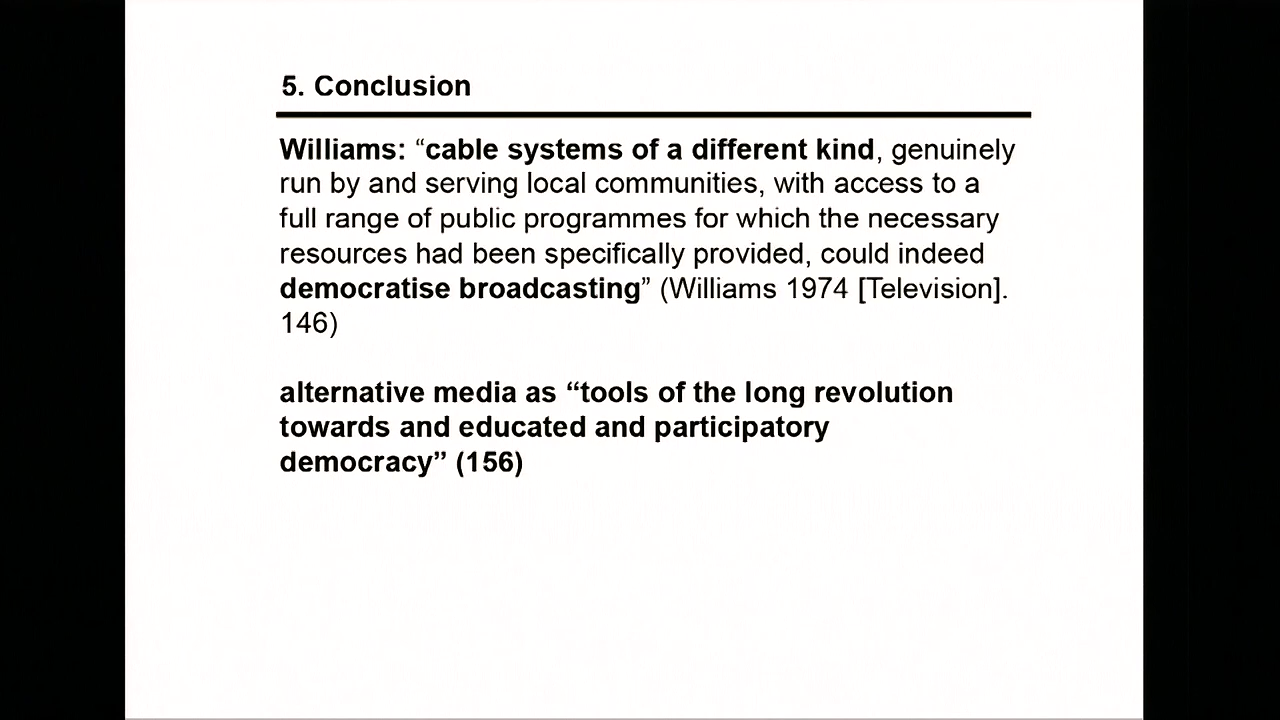 5. Conclusion
Williams: “cable systems of a different kind, genuinely
run by and serving local communities, with access to a
full range of public programmes for which the necessary
resources had been specifically provided, could indeed
democratise broadcasting” (Williams 1974 [Television].
146)
alternative media as “tools of the long revolution
towards and educated and participatory
democracy” (156)